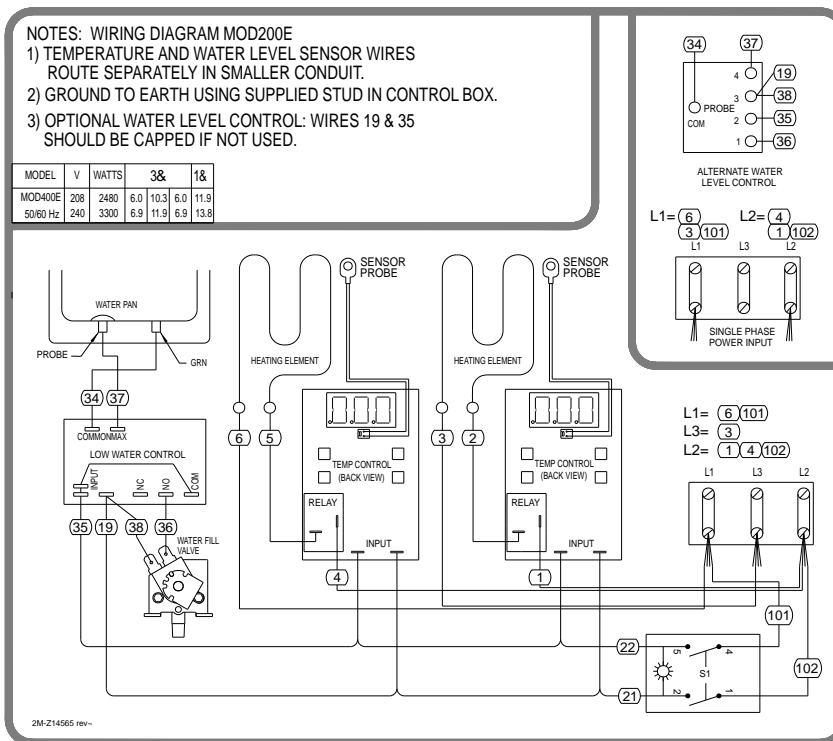 NOTES: WIRING DIAGRAM MOD200E
1) TEMPERATURE AND WATER LEVEL SENSOR WIRES
ROUTE SEPARATELY IN SMALLER CONDUIT.
2) GROUND TO EARTH USING SUPPLIED STUD IN CONTROL BOX.
3) OPTIONAL WATER LEVEL CONTROL: WIRES 19 & 35
SHOULD BE CAPPED IF NOT USED.
MODEL V WATTS 3& 1&
MOD400E 208 2480 6.0 10.3 6.0 11.9
50/60 Hz 240 3300 6.9 11.9 6.9 13.8
34 37
4 19
3 38
PROBE
COM 2 35
1 36
ALTERNATE WATER
LEVEL CONTROL
L1= 6 L2= 4
3 101 1 102
L1 L3 L2
SINGLE PHASE
POWER INPUT
WATER PAN
PROBE
GRN
34 37
COMMON MAX
LOW WATER CONTROL
INPUT NC NO COM
35 19 38 36
WATER FILL
VALVE
SENSOR
PROBE
HEATING ELEMENT
6 5
TEMP CONTROL
(BACK VIEW)
RELAY
INPUT
4
SENSOR
PROBE
HEATING ELEMENT
3 2
TEMP CONTROL
(BACK VIEW)
RELAY
INPUT
1
L1= 6 101
L3= 3
L2= 1 4 102
L1 L3 L2
101
102
22 5 4
S1
21 2 1
2M-Z14565 rev~